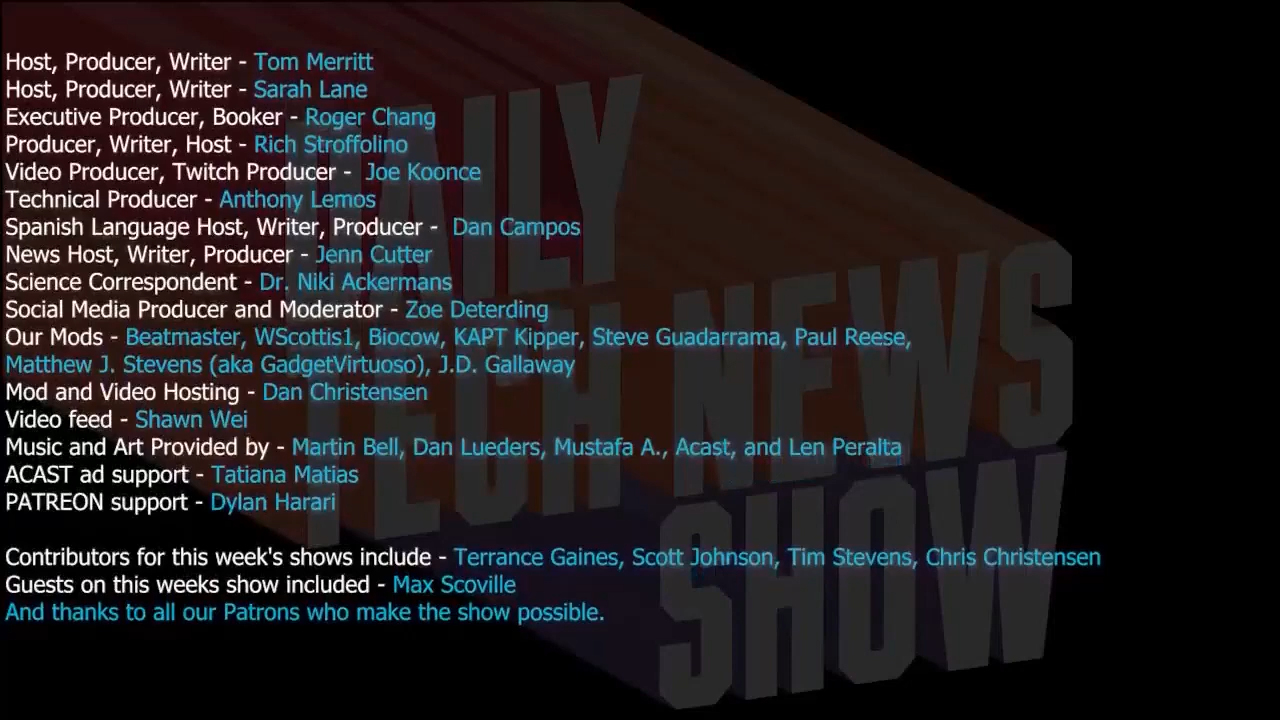 Host, Producer, Writer - Tom Merritt
Host, Producer, Writer - Sarah Lane
Executive Producer, Booker - Roger Chang
Producer, Writer, Host - Rich Stroffolino
Video Producer, Twitch Producer -  Joe Koonce
Technical Producer - Anthony Lemos
Spanish Language Host, Writer, Producer -  Dan Campos
News Host, Writer, Producer - Jenn Cutter
Science Correspondent - Dr. Niki Ackermans
Social Media Producer and Moderator - Zoe Deterding
Our Mods - Beatmaster, WScottis1, Biocow, KAPT Kipper, Steve Guadarrama, Paul Reese,
Matthew J. Stevens (aka GadgetVirtuoso), J.D. Gallaway
Mod and Video Hosting - Dan Christensen
Video feed - Shawn Wei
Music and Art Provided by - Martin Bell, Dan Lueders, Mustafa A., Acast, and Len Peralta
ACAST ad support - Tatiana Matias
PATREON support - Dylan Harari
Contributors for this week's shows include - Terrance Gaines, Scott Johnson, Tim Stevens, Chris Christensen
Guests on this weeks show included - Max Scoville
And thanks to all our Patrons who make the show possible.
DAILY
TECH NEWS
SHOW